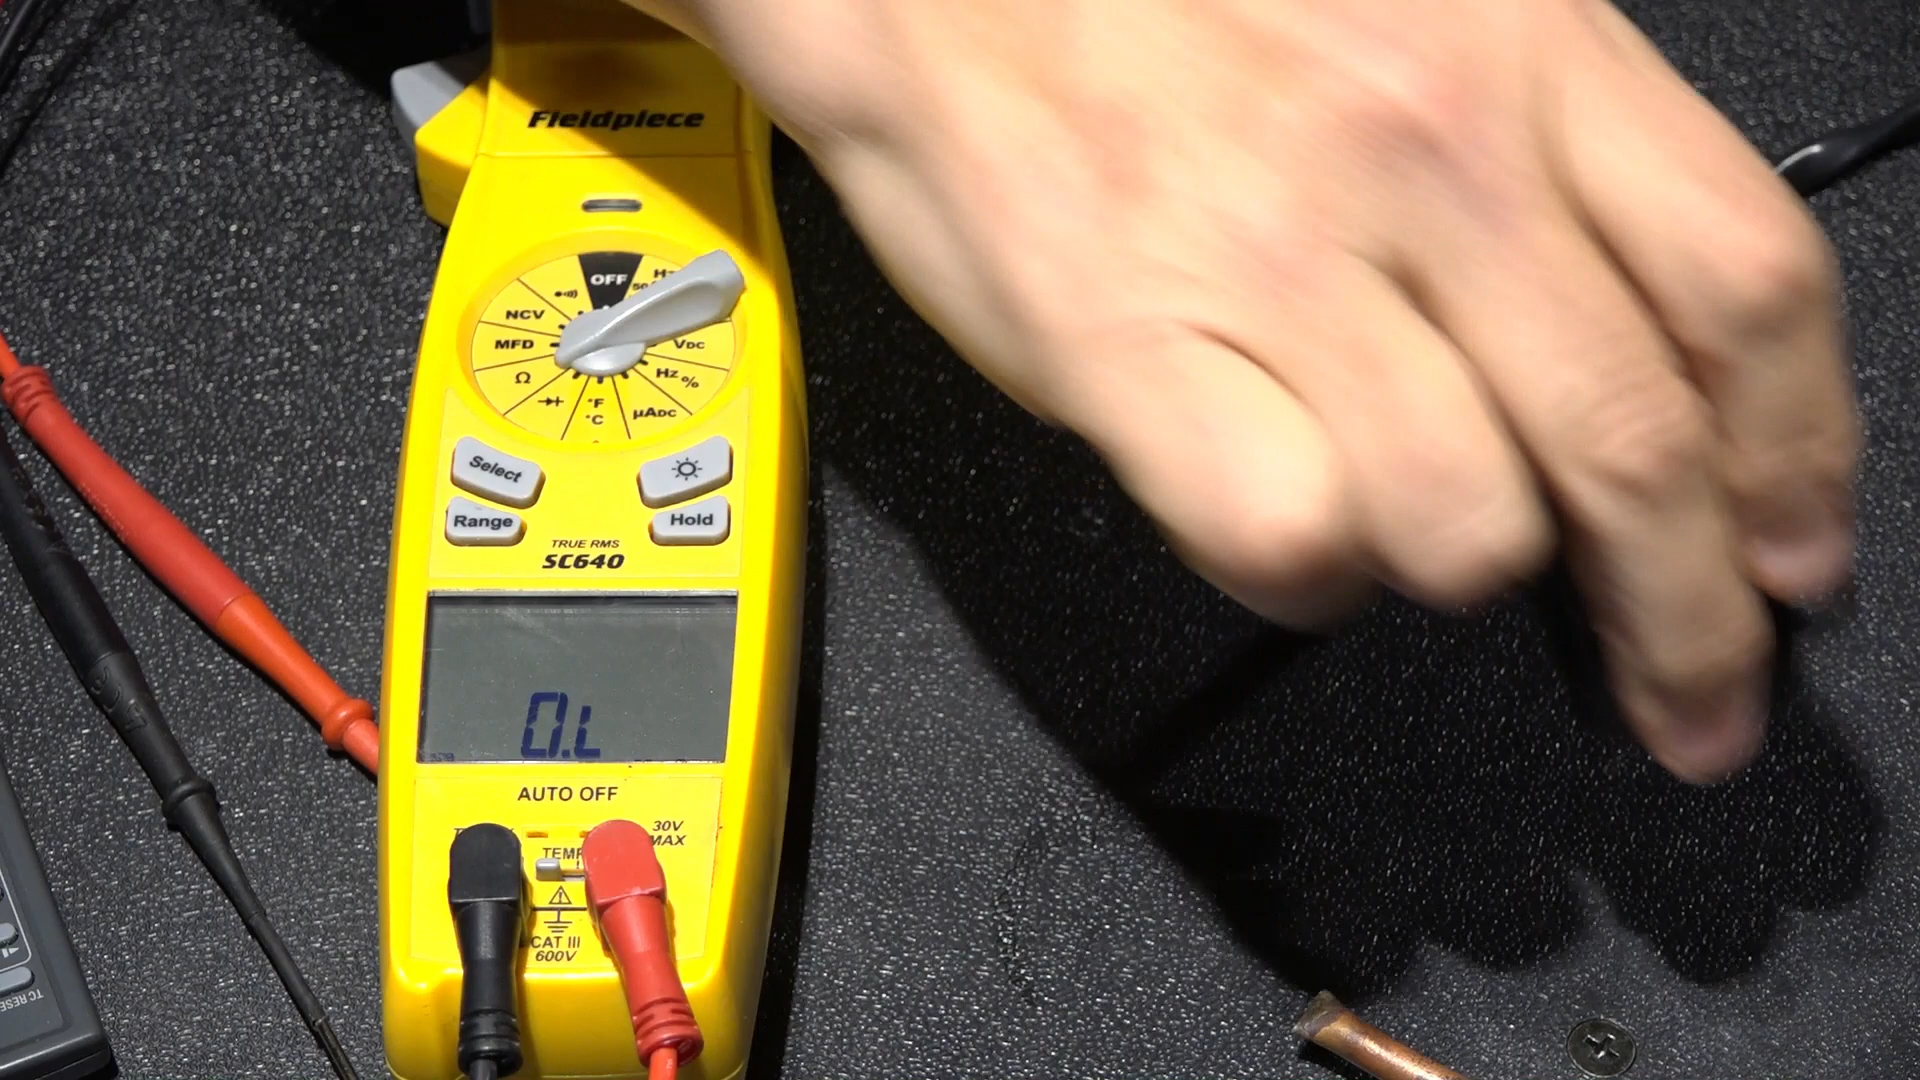 Fieldpiece
OFF
NCV
VDC
MFD
Hz %
Ω
°F
°C
µADC
Select
Range
Hold
TRUE RMS
SC640
O.L
AUTO OFF
30V
MAX
CAT III
600V